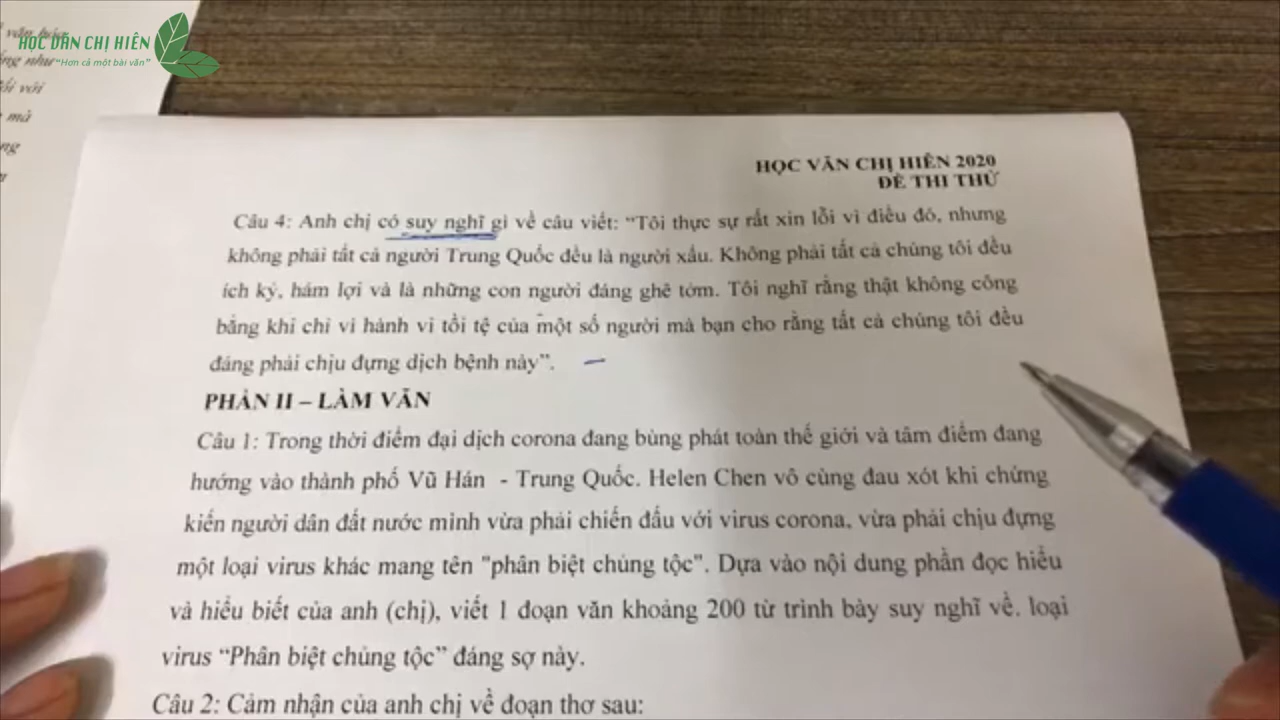 văn hóa
ng như
ối với
mà
ng
HỌC VĂN CHỊ HIÊN
"Hơn cả một bài văn"
HỌC VĂN CHỊ HIÊN 2020
ĐỀ THI THỬ
Câu 4: Anh chị có suy nghĩ gì về câu viết: "Tôi thực sự rất xin lỗi vì điều đó, nhưng
không phải tất cả người Trung Quốc đều là người xấu. Không phải tất cả chúng tôi đều
ích kỷ, hám lợi và là những con người đáng ghê tởm. Tôi nghĩ rằng thật không công
bằng khi chỉ vì hành vi tồi tệ của một số người mà bạn cho rằng tất cả chúng tôi đều
đáng phải chịu đựng dịch bệnh này".
PHẦN II – LÀM VĂN
Câu 1: Trong thời điểm đại dịch corona đang bùng phát toàn thế giới và tâm điểm đang
hướng vào thành phố Vũ Hán - Trung Quốc. Helen Chen vô cùng đau xót khi chứng
kiến người dân đất nước mình vừa phải chiến đấu với virus corona, vừa phải chịu đựng
một loại virus khác mang tên "phân biệt chủng tộc". Dựa vào nội dung phần đọc hiểu
và hiểu biết của anh (chị), viết 1 đoạn văn khoảng 200 từ trình bày suy nghĩ về. loại
virus "Phân biệt chủng tộc" đáng sợ này.
Câu 2: Cảm nhận của anh chị về đoạn thơ sau: